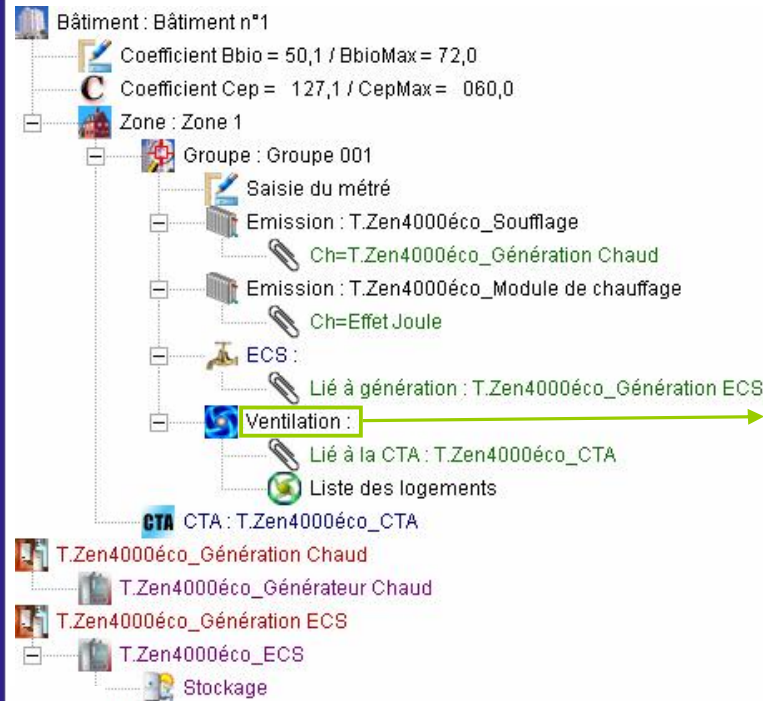 Bâtiment : Bâtiment n°1
Coefficient Bbio = 50,1 / BbioMax = 72,0
C Coefficient Cep = 127,1 / CepMax = 060,0
Zone : Zone 1
Groupe : Groupe 001
Saisie du métré
Emission : T.Zen4000éco_Soufflage
Ch=T.Zen4000éco_Génération Chaud
Emission : T.Zen4000éco_Module de chauffage
Ch=Effet Joule
ECS :
Lié à génération : T.Zen4000éco_Génération ECS
Ventilation :
Lié à la CTA : T.Zen4000éco_CTA
Liste des logements
CTA CTA : T.Zen4000éco_CTA
T.Zen4000éco_Génération Chaud
T.Zen4000éco_Générateur Chaud
T.Zen4000éco_Génération ECS
T.Zen4000éco_ECS
Stockage